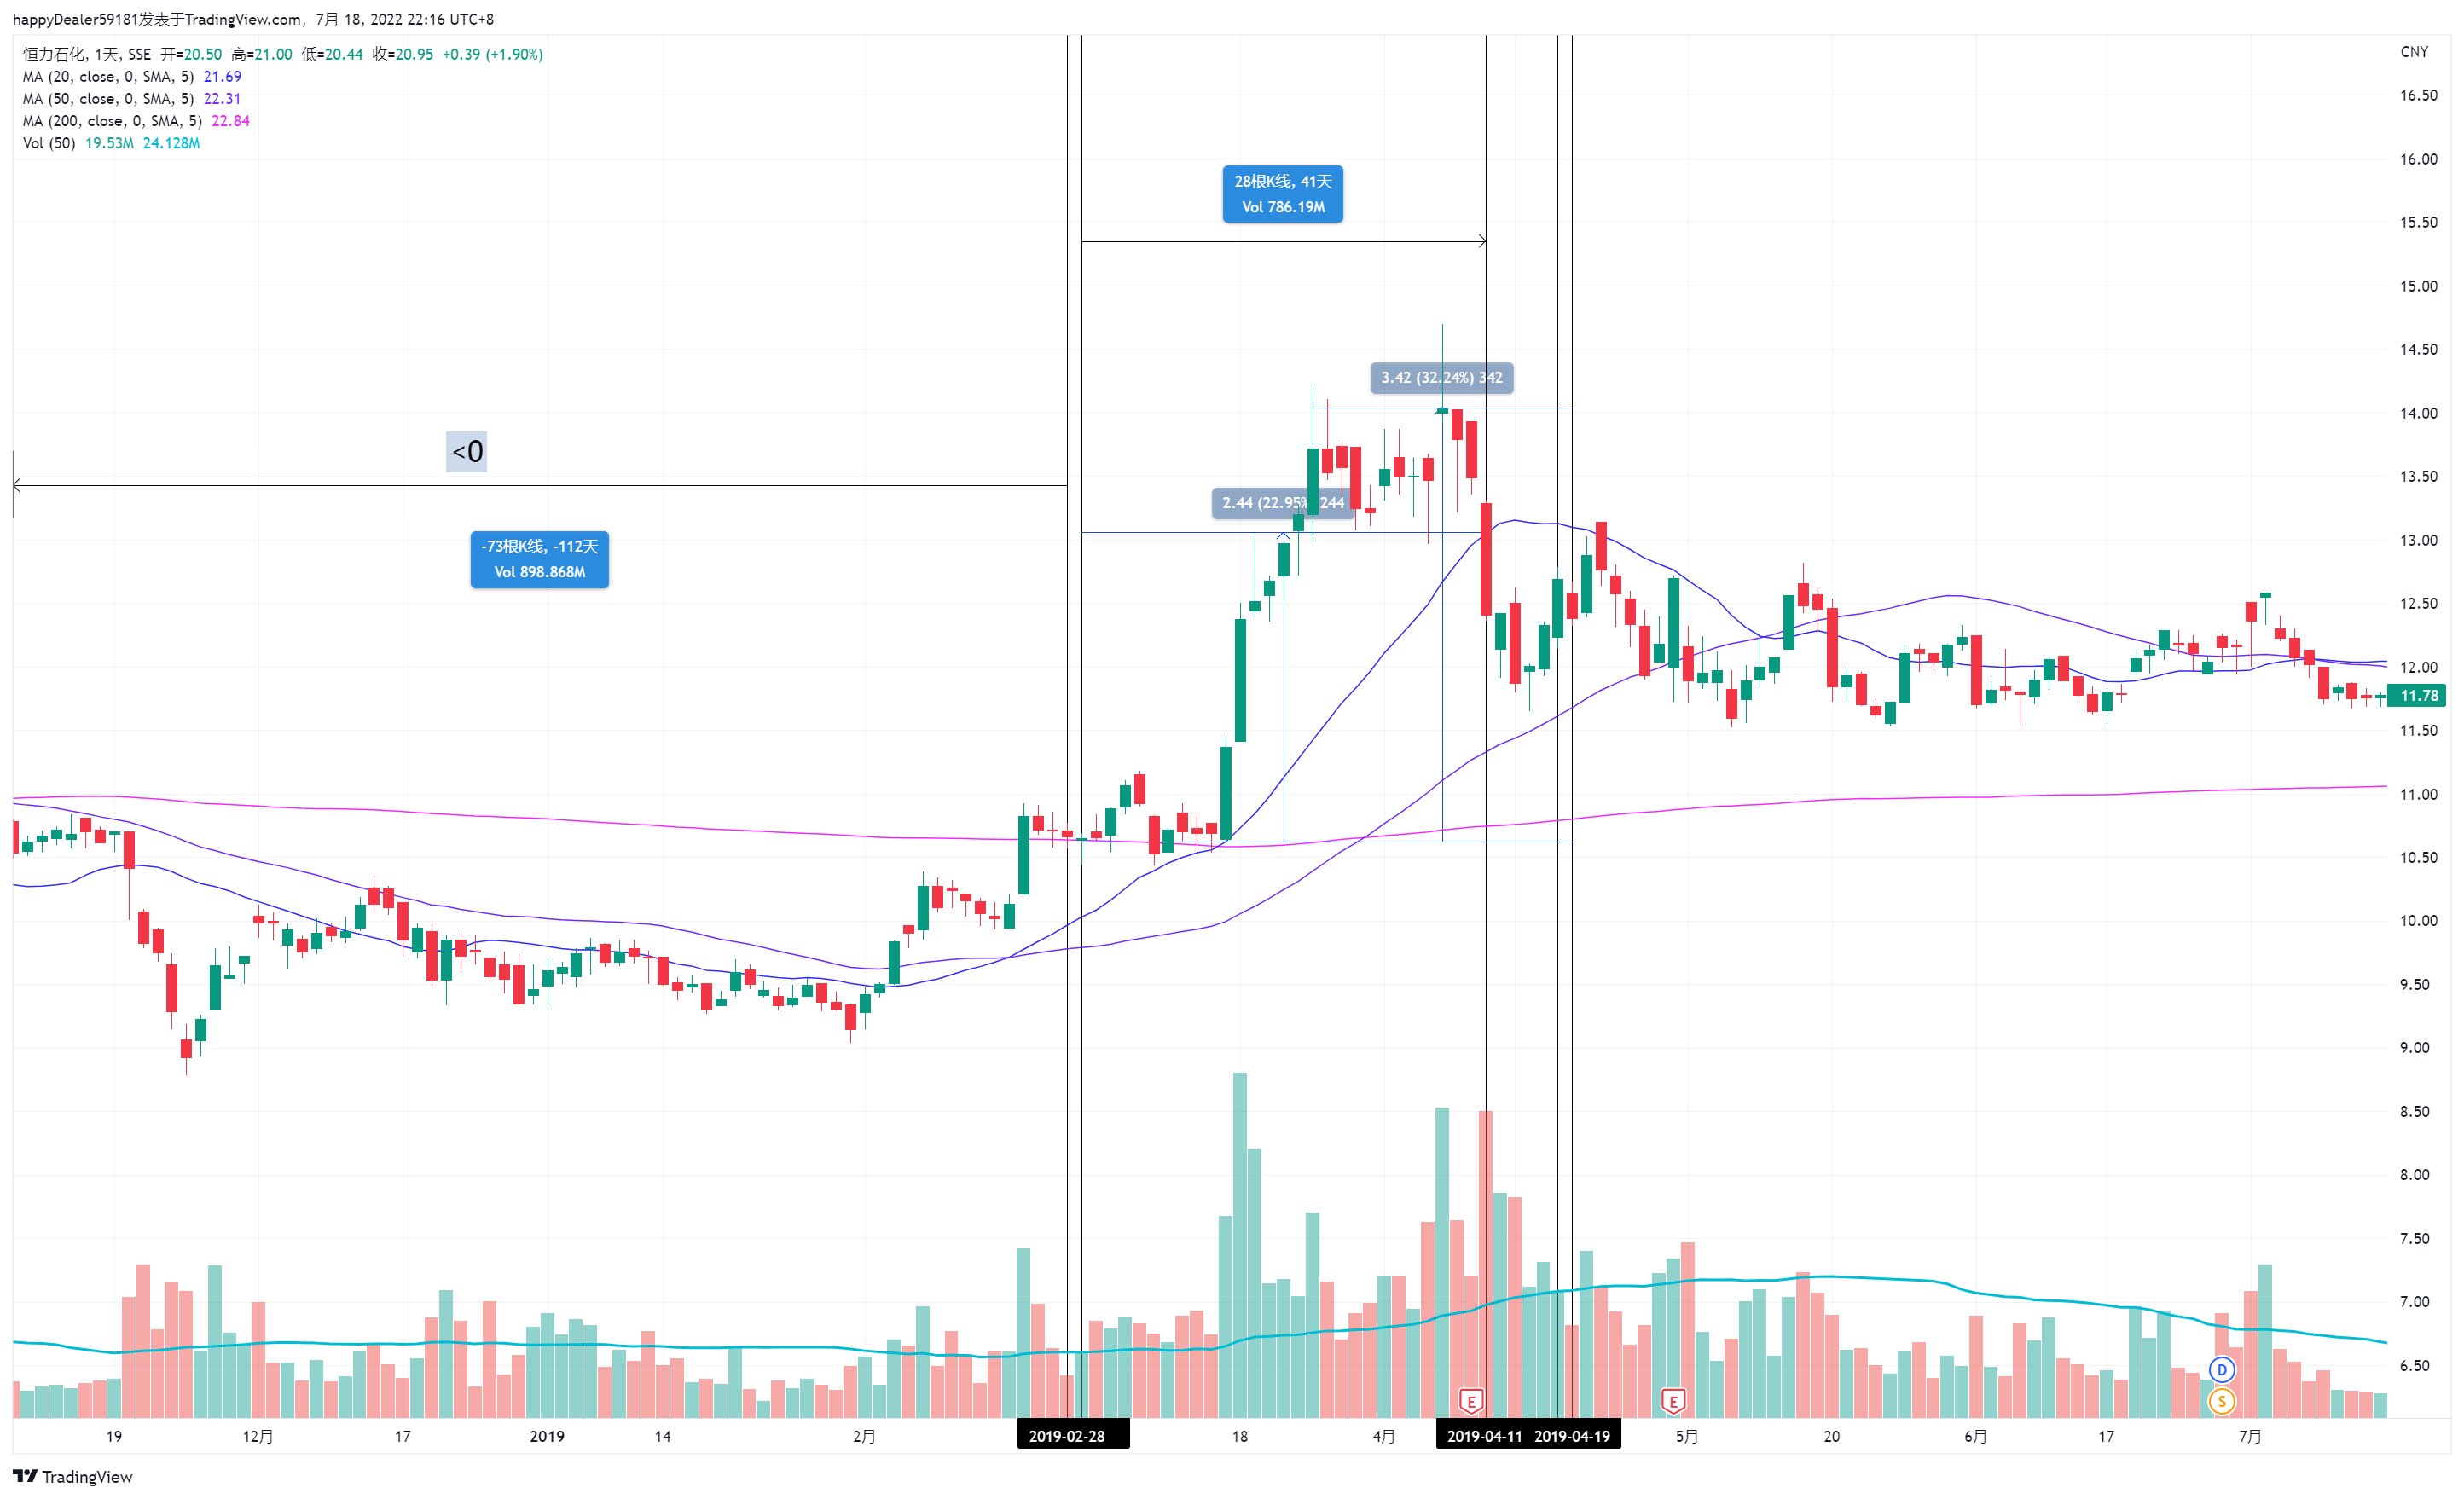 happyDealer59181发表于TradingView.com, 7月 18, 2022 22:16 UTC+8
恒力石化, 1天, SSE 开=20.50 高=21.00 低=20.44 收=20.95 +0.39 (+1.90%)
MA (20, close, 0, SMA, 5) 21.69
MA (50, close, 0, SMA, 5) 22.31
MA (200, close, 0, SMA, 5) 22.84
Vol (50) 19.53M 24.128M
CNY
16.50
16.00
15.50
15.00
14.50
14.00
13.50
13.00
12.50
12.00
11.78
11.50
11.00
10.50
10.00
9.50
9.00
8.50
8.00
7.50
7.00
6.50
28根K线, 41天
Vol 786.19M
3.42 (32.24%) 342
<0
2.44 (22.95%) 244
-73根K线, -112天
Vol 898.868M
E
E
D
S
19 12月 17 2019 14 2月 2019-02-28 18 4月 2019-04-11 2019-04-19 5月 20 6月 17 7月
TradingView